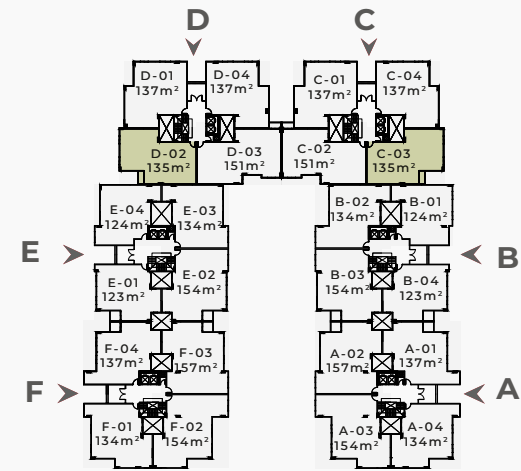 D
C
D-01
137m²
D-04
137m²
C-01
137m²
C-04
137m²
D-02
135m²
D-03
151m²
C-02
151m²
C-03
135m²
E-04
124m²
E-03
134m²
B-02
134m²
B-01
124m²
E
B
E-01
123m²
E-02
154m²
B-03
154m²
B-04
123m²
F-04
137m²
F-03
157m²
A-02
157m²
A-01
137m²
F
A
F-01
134m²
F-02
154m²
A-03
154m²
A-04
134m²